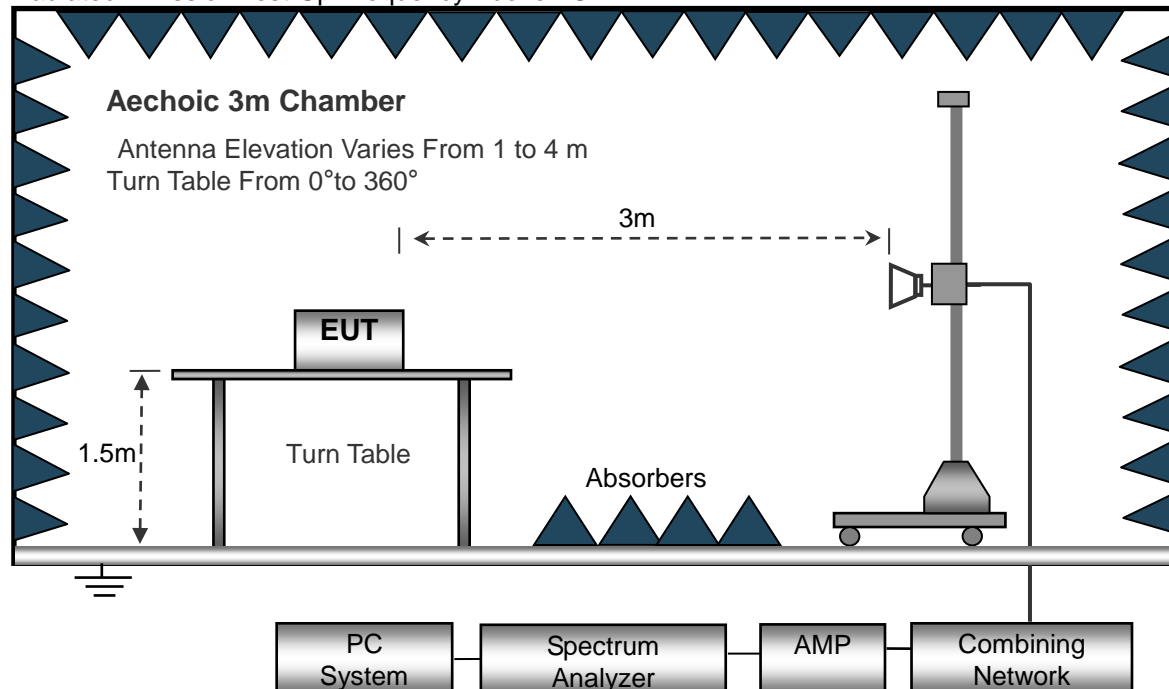 Aechoic 3m Chamber
Antenna Elevation Varies From 1 to 4 m
Turn Table From 0°to 360°
3m
EUT
1.5m
Turn Table
Absorbers
PC
System
Spectrum
Analyzer
AMP
Combining
Network